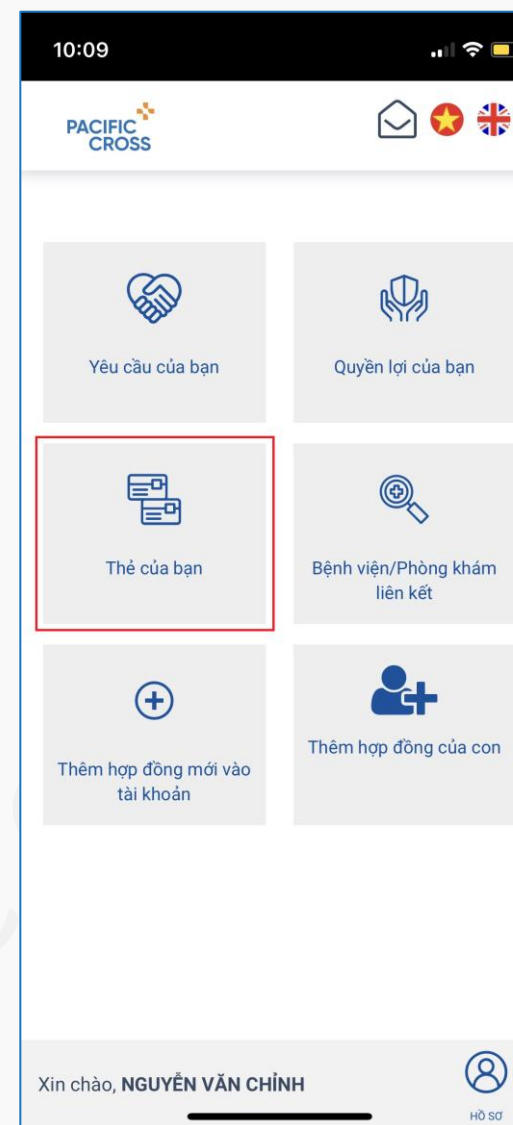 10:09
PACIFIC
CROSS
Yêu cầu của bạn
Quyền lợi của bạn
Thẻ của bạn
Bệnh viện/Phòng khám
liên kết
Thêm hợp đồng mới vào
tài khoản
Thêm hợp đồng của con
Xin chào, NGUYỄN VĂN CHỈNH
HỒ SƠ